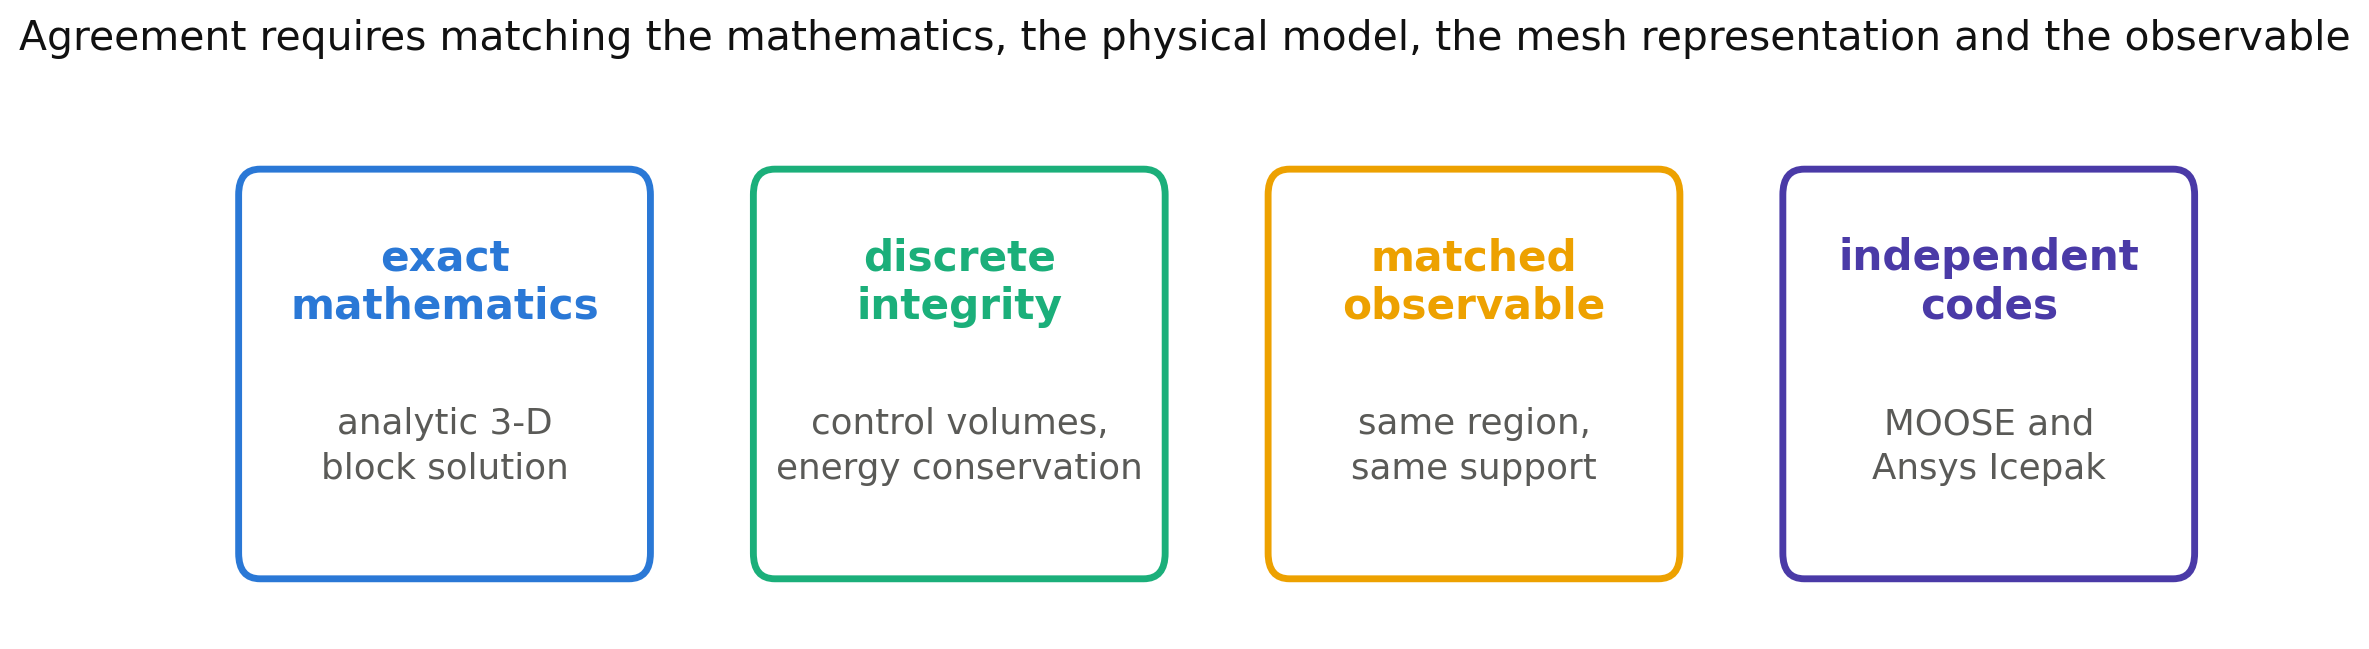 Agreement requires matching the mathematics, the physical model, the mesh representation and the observable
exact
mathematics
analytic 3-D
block solution
discrete
integrity
control volumes,
energy conservation
matched
observable
same region,
same support
independent
codes
MOOSE and
Ansys Icepak